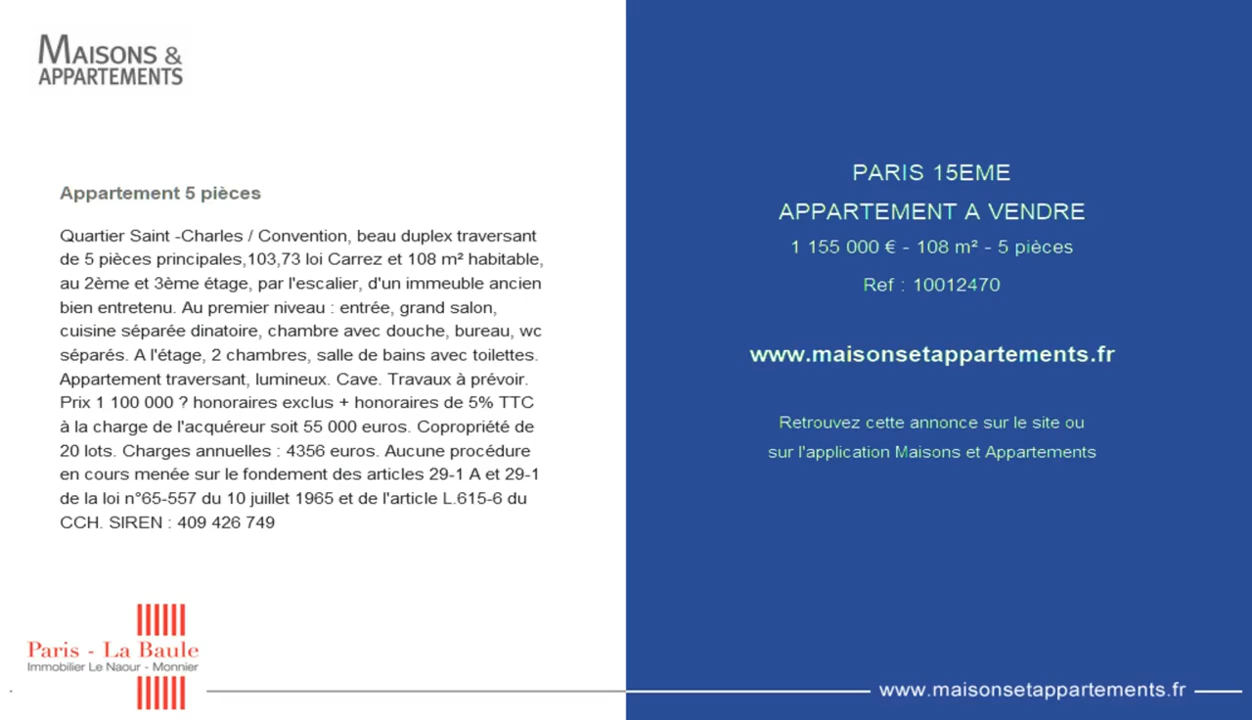 MAISONS &
APPARTEMENTS
Appartement 5 pièces
Quartier Saint -Charles / Convention, beau duplex traversant
de 5 pièces principales,103,73 loi Carrez et 108 m² habitable,
au 2ème et 3ème étage, par l'escalier, d'un immeuble ancien
bien entretenu. Au premier niveau : entrée, grand salon,
cuisine séparée dinatoire, chambre avec douche, bureau, wc
séparés. A l'étage, 2 chambres, salle de bains avec toilettes.
Appartement traversant, lumineux. Cave. Travaux à prévoir.
Prix 1 100 000 ? honoraires exclus + honoraires de 5% TTC
à la charge de l'acquéreur soit 55 000 euros. Copropriété de
20 lots. Charges annuelles : 4356 euros. Aucune procédure
en cours menée sur le fondement des articles 29-1 A et 29-1
de la loi n°65-557 du 10 juillet 1965 et de l'article L.615-6 du
CCH. SIREN : 409 426 749
Paris - La Baule
Immobilier Le Naour - Monnier
PARIS 15EME
APPARTEMENT A VENDRE
1 155 000 € - 108 m² - 5 pièces
Ref : 10012470
www.maisonsetappartements.fr
Retrouvez cette annonce sur le site ou
sur l'application Maisons et Appartements
www.maisonsetappartements.fr